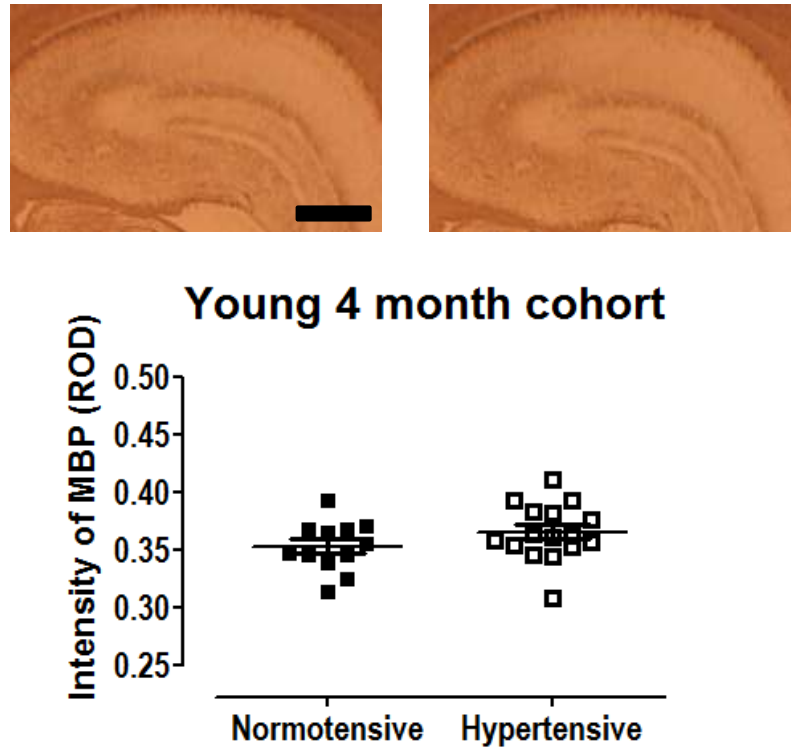 Young 4 month cohort
Intensity of MBP (ROD)
0.50
0.45
0.40
0.35
0.30
0.25
Normotensive Hypertensive